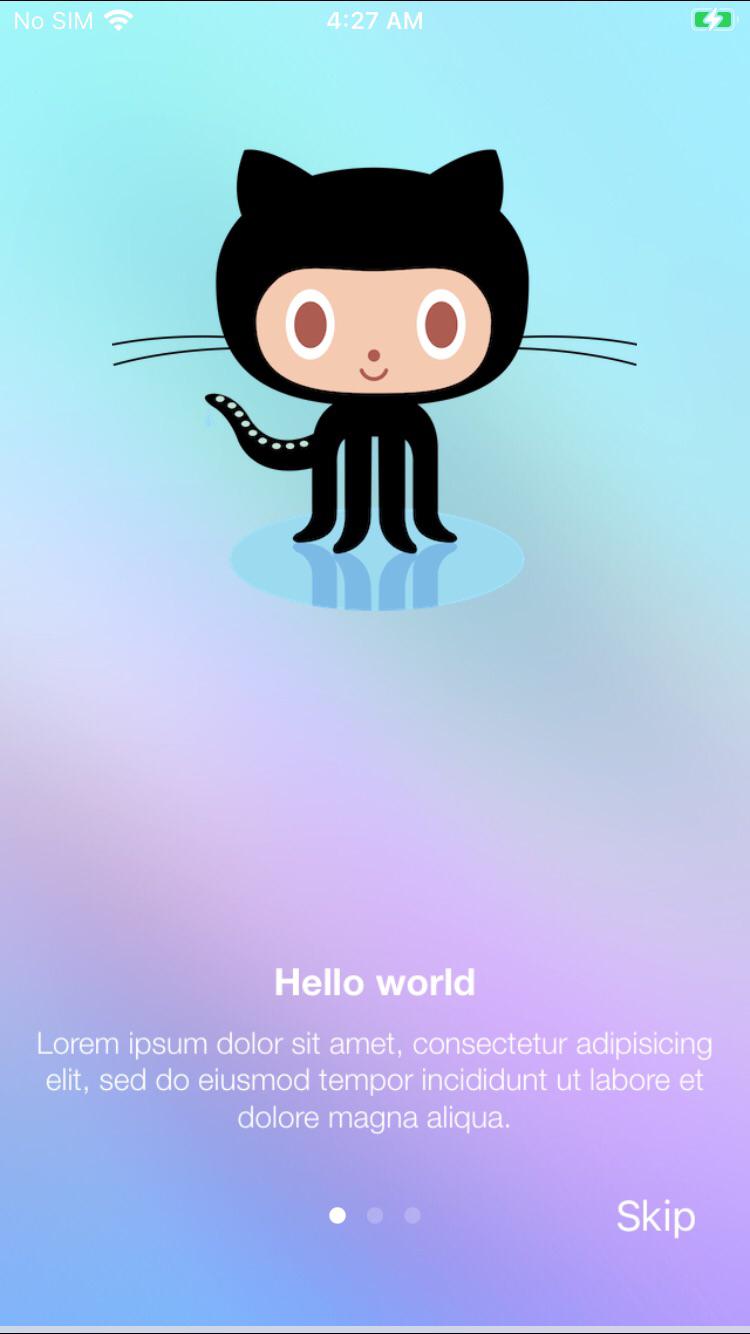 No SIM 4:27 AM
Hello world
Lorem ipsum dolor sit amet, consectetur adipisicing
elit, sed do eiusmod tempor incididunt ut labore et
dolore magna aliqua.
Skip